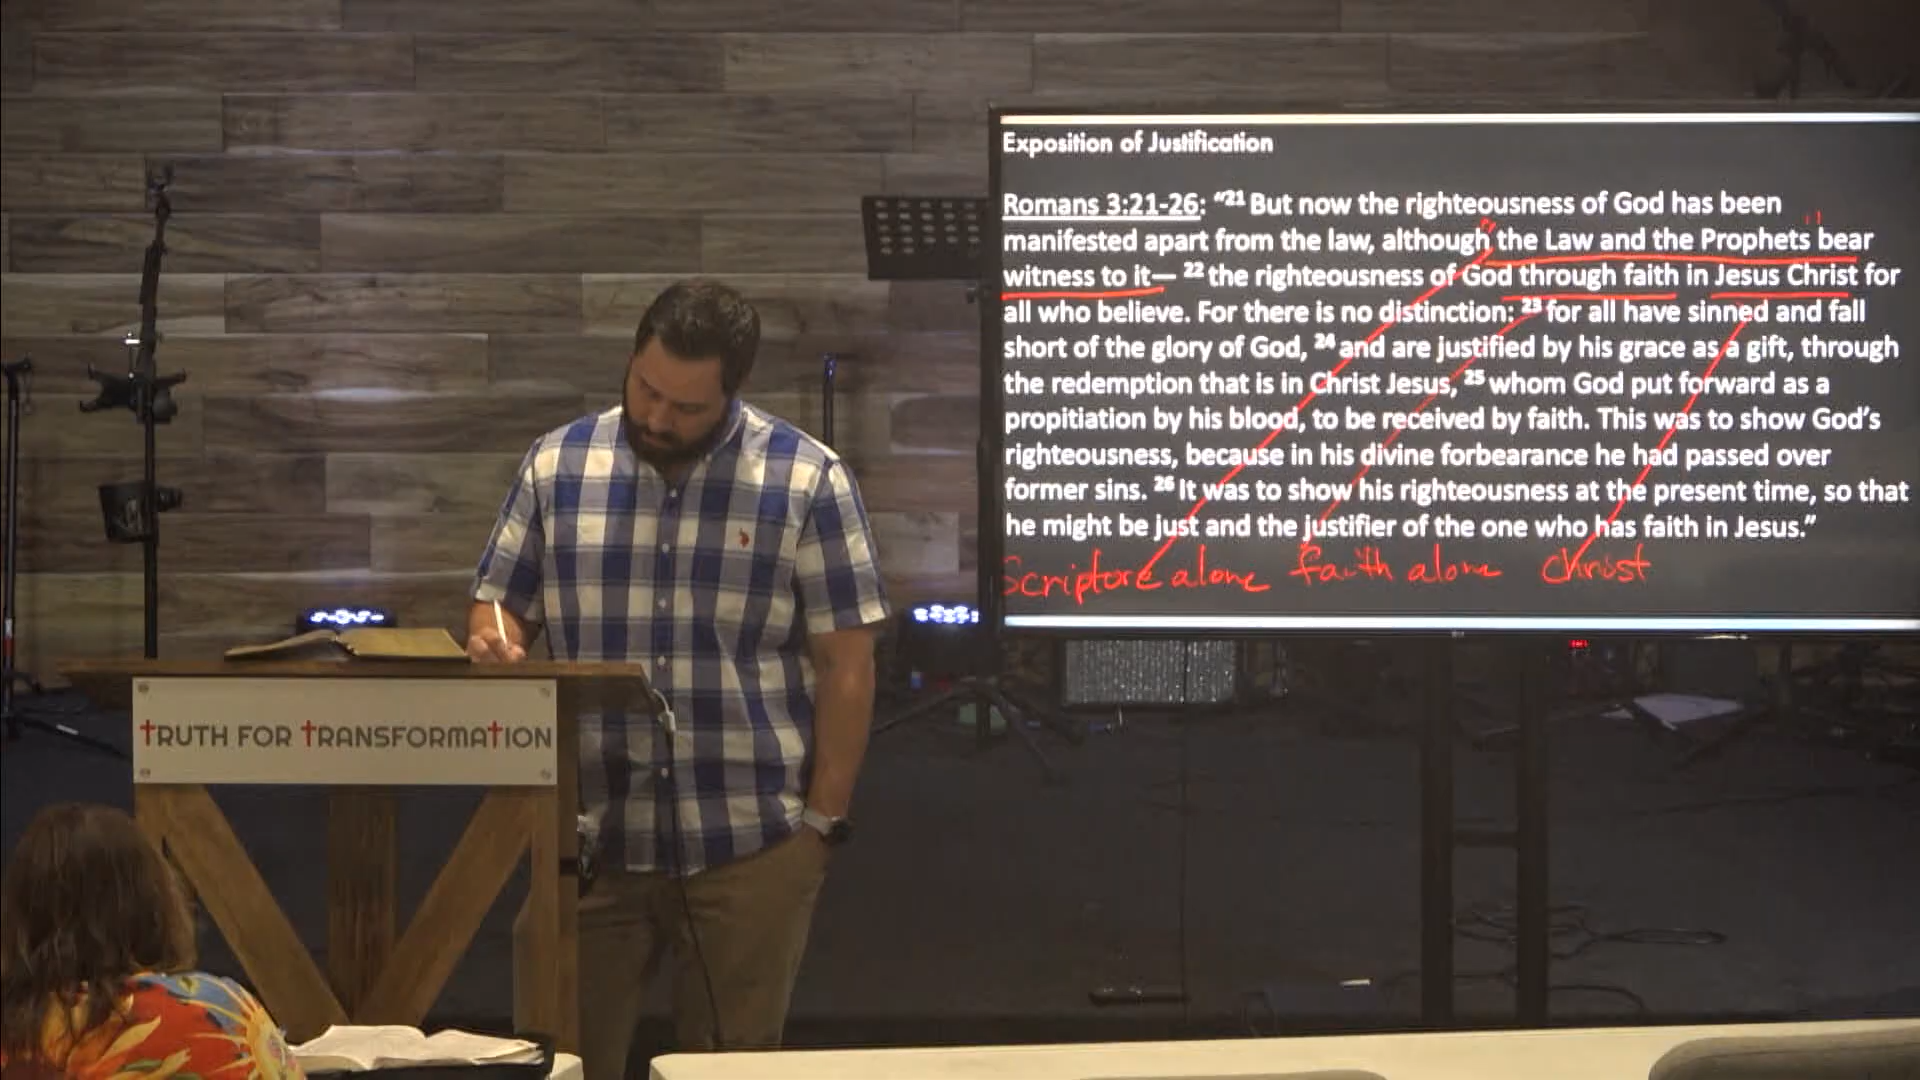 Exposition of Justification
Romans 3:21-26: “21 But now the righteousness of God has been
manifested apart from the law, although the Law and the Prophets bear
witness to it— 22 the righteousness of God through faith in Jesus Christ for
all who believe. For there is no distinction: 23 for all have sinned and fall
short of the glory of God, 24 and are justified by his grace as a gift, through
the redemption that is in Christ Jesus, 25 whom God put forward as a
propitiation by his blood, to be received by faith. This was to show God’s
righteousness, because in his divine forbearance he had passed over
former sins. 26 It was to show his righteousness at the present time, so that
he might be just and the justifier of the one who has faith in Jesus.”
Scripture alone faith alone Christ
TRUTH FOR TRANSFORMATION